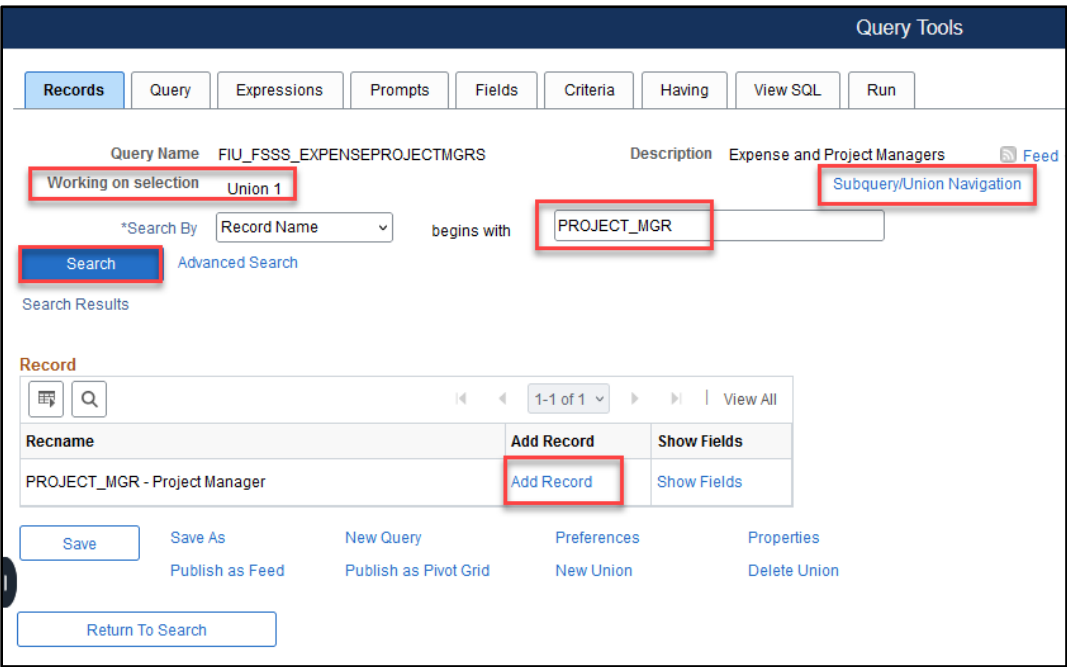 Query Tools
Records Query Expressions Prompts Fields Criteria Having View SQL Run
Query Name FIU_FSSS_EXPENSEPROJECTMGRS Description Expense and Project Managers Feed
Working on selection Union 1 Subquery/Union Navigation
*Search By Record Name begins with PROJECT_MGR
Search Advanced Search
Search Results
Record
1-1 of 1 View All
Recname Add Record Show Fields
PROJECT_MGR - Project Manager Add Record Show Fields
Save Save As New Query Preferences Properties
Publish as Feed Publish as Pivot Grid New Union Delete Union
Return To Search